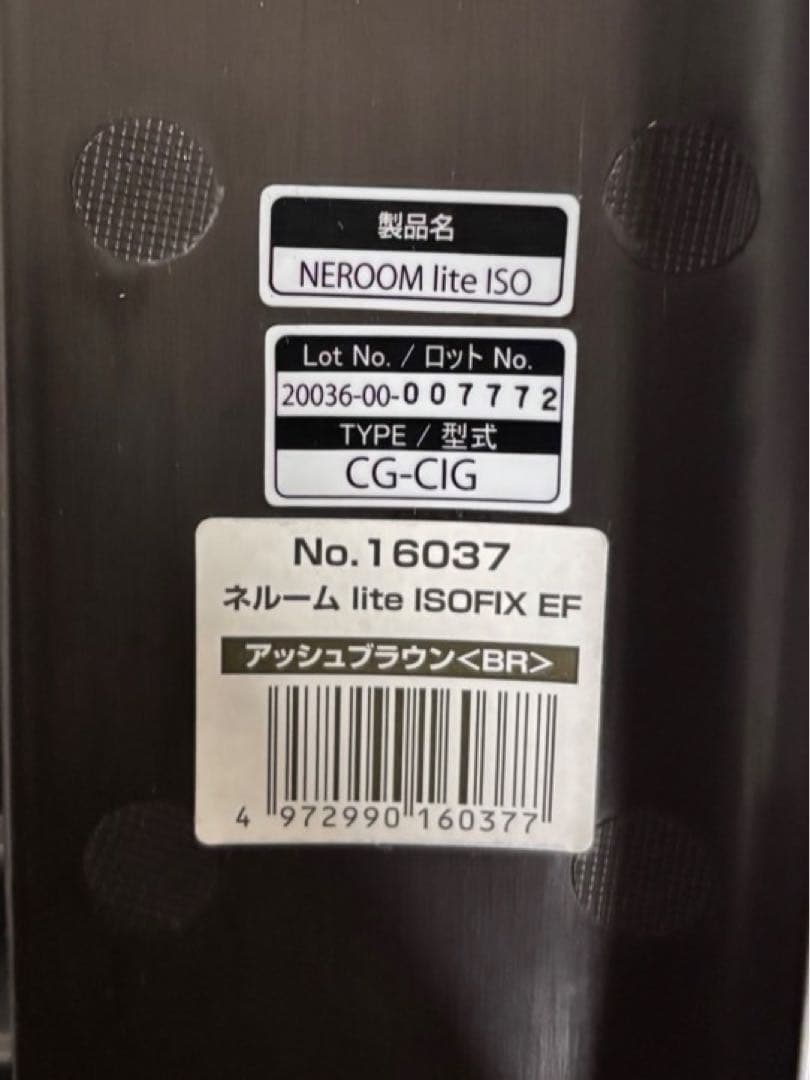 製品名
NEROOM lite ISO
Lot No. / ロット No.
20036-00-007772
TYPE / 型式
CG-CIG
No.16037
ネルーム lite ISOFIX EF
アッシュブラウン<BR>
4 972990 160377